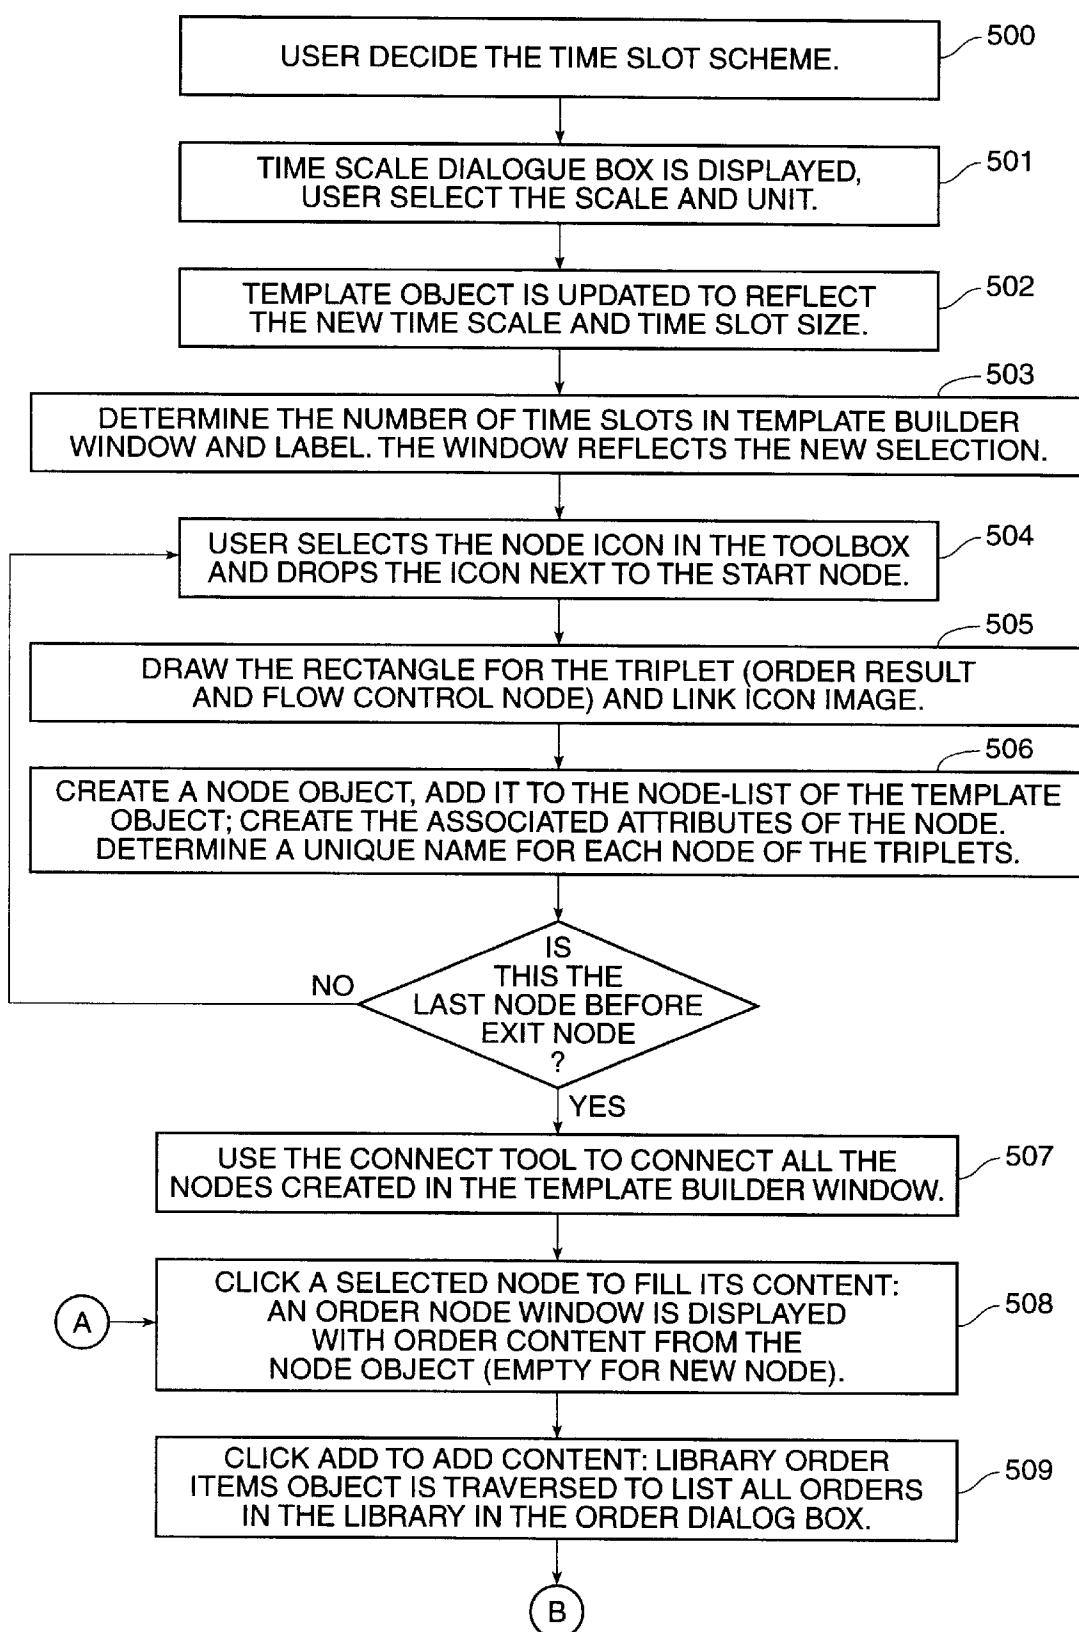 500
USER DECIDE THE TIME SLOT SCHEME.
501
TIME SCALE DIALOGUE BOX IS DISPLAYED,
USER SELECT THE SCALE AND UNIT.
502
TEMPLATE OBJECT IS UPDATED TO REFLECT
THE NEW TIME SCALE AND TIME SLOT SIZE.
503
DETERMINE THE NUMBER OF TIME SLOTS IN TEMPLATE BUILDER
WINDOW AND LABEL. THE WINDOW REFLECTS THE NEW SELECTION.
504
USER SELECTS THE NODE ICON IN THE TOOLBOX
AND DROPS THE ICON NEXT TO THE START NODE.
505
DRAW THE RECTANGLE FOR THE TRIPLET (ORDER RESULT
AND FLOW CONTROL NODE) AND LINK ICON IMAGE.
506
CREATE A NODE OBJECT, ADD IT TO THE NODE-LIST OF THE TEMPLATE
OBJECT; CREATE THE ASSOCIATED ATTRIBUTES OF THE NODE.
DETERMINE A UNIQUE NAME FOR EACH NODE OF THE TRIPLETS.
IS
THIS THE
LAST NODE BEFORE
EXIT NODE
?
NO
YES
507
USE THE CONNECT TOOL TO CONNECT ALL THE
NODES CREATED IN THE TEMPLATE BUILDER WINDOW.
508
CLICK A SELECTED NODE TO FILL ITS CONTENT:
AN ORDER NODE WINDOW IS DISPLAYED
WITH ORDER CONTENT FROM THE
NODE OBJECT (EMPTY FOR NEW NODE).
A
509
CLICK ADD TO ADD CONTENT: LIBRARY ORDER
ITEMS OBJECT IS TRAVERSED TO LIST ALL ORDERS
IN THE LIBRARY IN THE ORDER DIALOG BOX.
B